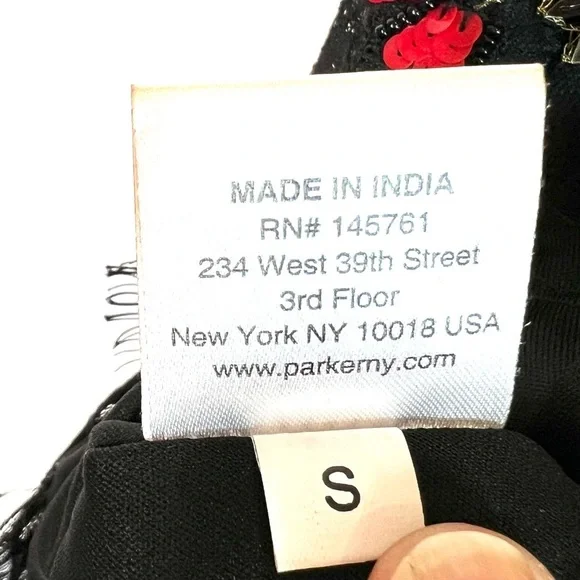 MADE IN INDIA
RN# 145761
234 West 39th Street
3rd Floor
New York NY 10018 USA
www.parkerny.com
S